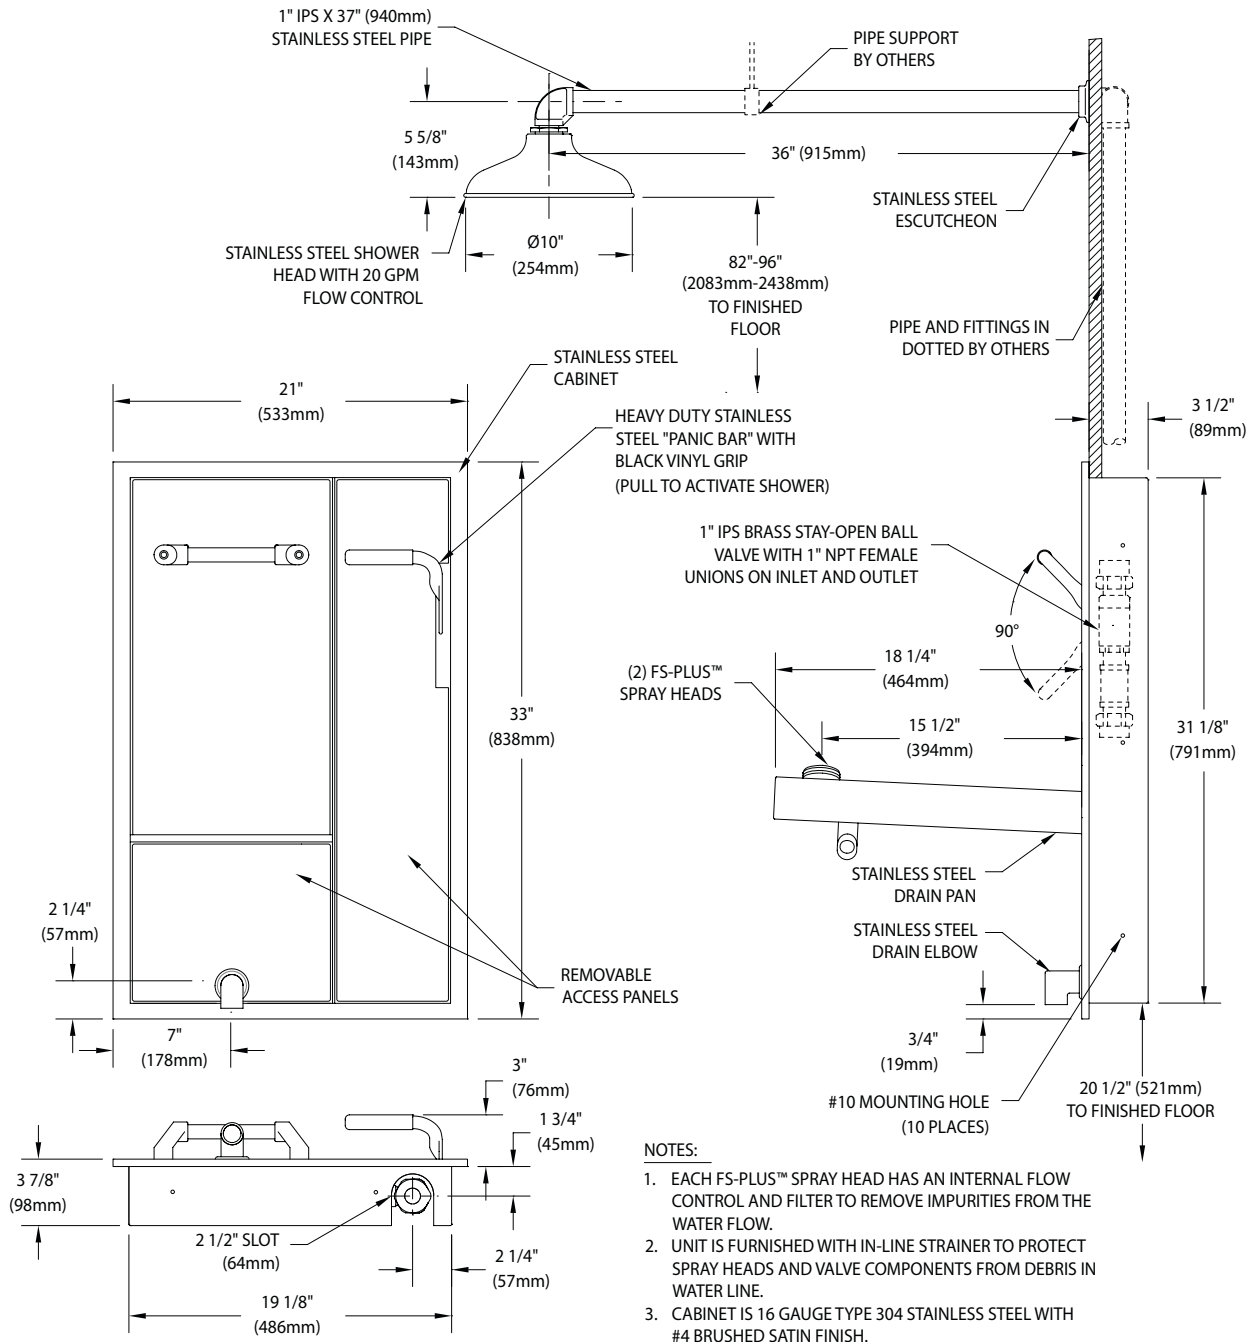 1" IPS X 37" (940mm)
STAINLESS STEEL PIPE
PIPE SUPPORT
BY OTHERS
5 5/8"
(143mm)
36" (915mm)
STAINLESS STEEL
ESCUTCHEON
STAINLESS STEEL SHOWER
HEAD WITH 20 GPM
FLOW CONTROL
Ø10"
(254mm)
82"-96"
(2083mm-2438mm)
TO FINISHED
FLOOR
PIPE AND FITTINGS IN
DOTTED BY OTHERS
STAINLESS STEEL
CABINET
21"
(533mm)
HEAVY DUTY STAINLESS
STEEL "PANIC BAR" WITH
BLACK VINYL GRIP
(PULL TO ACTIVATE SHOWER)
3 1/2"
(89mm)
1" IPS BRASS STAY-OPEN BALL
VALVE WITH 1" NPT FEMALE
UNIONS ON INLET AND OUTLET
90°
18 1/4"
(464mm)
(2) FS-PLUS™
SPRAY HEADS
15 1/2"
(394mm)
33"
(838mm)
31 1/8"
(791mm)
STAINLESS STEEL
DRAIN PAN
2 1/4"
(57mm)
STAINLESS STEEL
DRAIN ELBOW
REMOVABLE
ACCESS PANELS
7"
(178mm)
3/4"
(19mm)
#10 MOUNTING HOLE
(10 PLACES)
20 1/2" (521mm)
TO FINISHED FLOOR
3"
(76mm)
1 3/4"
(45mm)
3 7/8"
(98mm)
2 1/2" SLOT
(64mm)
2 1/4"
(57mm)
19 1/8"
(486mm)
NOTES:
1. EACH FS-PLUS™ SPRAY HEAD HAS AN INTERNAL FLOW
CONTROL AND FILTER TO REMOVE IMPURITIES FROM THE
WATER FLOW.
2. UNIT IS FURNISHED WITH IN-LINE STRAINER TO PROTECT
SPRAY HEADS AND VALVE COMPONENTS FROM DEBRIS IN
WATER LINE.
3. CABINET IS 16 GAUGE TYPE 304 STAINLESS STEEL WITH
#4 BRUSHED SATIN FINISH.